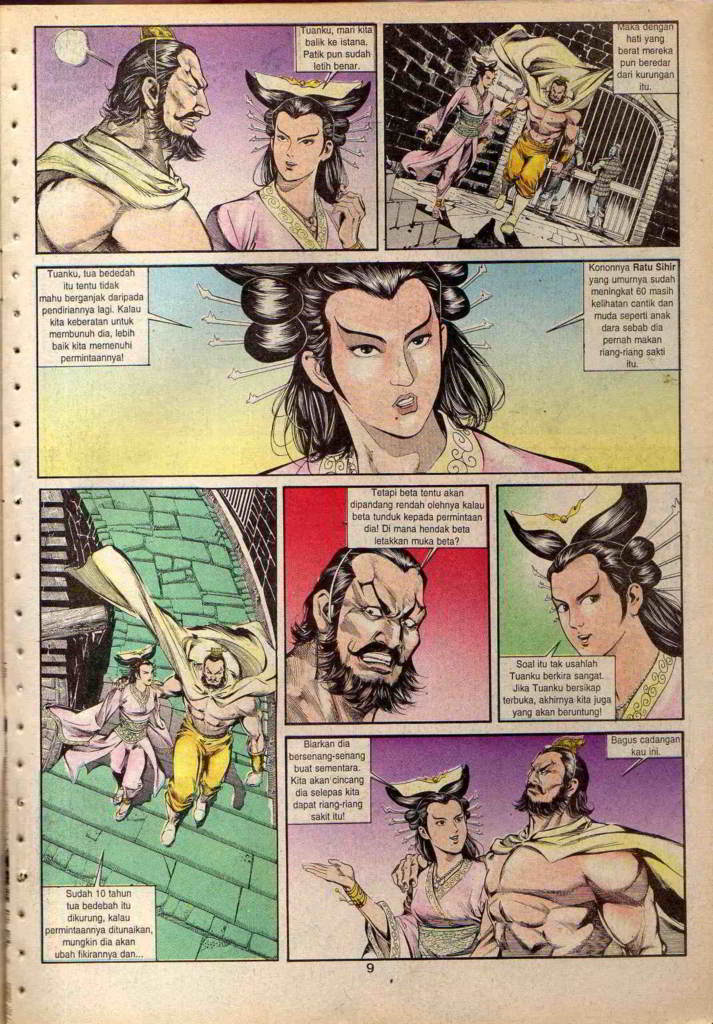 Tuanku, mari kita
balik ke istana.
Patik pun sudah
letih benar.
Maka dengan
hati yang
berat mereka
pun beredar
dari kurungan
itu.
Tuanku, tua bededah
itu tentu tidak
mahu berganjak daripada
pendiriannya lagi. Kalau
kita keberatan untuk
membunuh dia, lebih
baik kita memenuhi
permintaannya!
Kononnya Ratu Sihir
yang umurnya sudah
meningkat 60 masih
kelihatan cantik dan
muda seperti anak
dara sebab dia
pernah makan
riang-riang sakti
itu.
Sudah 10 tahun
tua bedebah itu
dikurung, kalau
permintaannya ditunaikan,
mungkin dia akan
ubah fikirannya dan...
Tetapi beta tentu akan
dipandang rendah olehnya kalau
beta tunduk kepada permintaan
dia! Di mana hendak beta
letakkan muka beta?
Soal itu tak usahlah
Tuanku berkira sangat.
Jika Tuanku bersikap
terbuka, akhirnya kita juga
yang akan beruntung!
Biarkan dia
bersenang-senang
buat sementara.
Kita akan cincang
dia selepas kita
dapat riang-riang
sakit itu!
Bagus cadangan
kau ini.
9